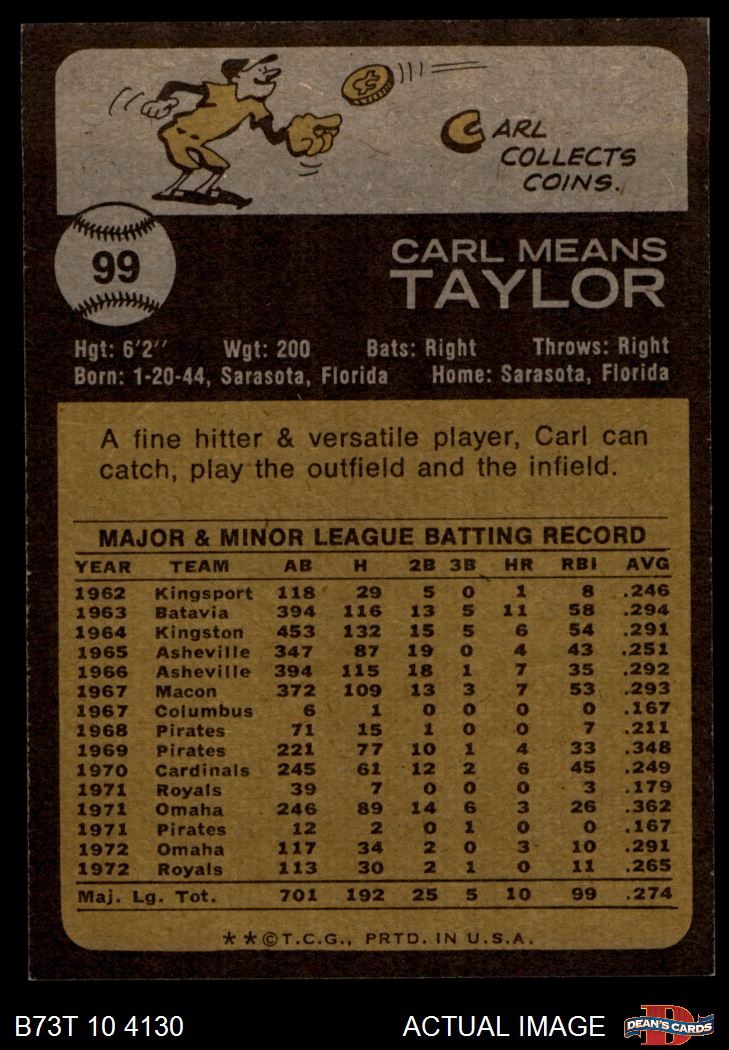 CARL
COLLECTS
COINS.
99
CARL MEANS
TAYLOR
Hgt: 6'2" Wgt: 200 Bats: Right Throws: Right
Born: 1-20-44, Sarasota, Florida Home: Sarasota, Florida
A fine hitter & versatile player, Carl can
catch, play the outfield and the infield.
MAJOR & MINOR LEAGUE BATTING RECORD
YEAR TEAM AB H 2B 3B HR RBI AVG
1962 Kingsport 118 29 5 0 1 8 .246
1963 Batavia 394 116 13 5 11 58 .294
1964 Kingston 453 132 15 5 6 54 .291
1965 Asheville 347 87 19 0 4 43 .251
1966 Asheville 394 115 18 1 7 35 .292
1967 Macon 372 109 13 3 7 53 .293
1967 Columbus 6 1 0 0 0 0 .167
1968 Pirates 71 15 1 0 0 7 .211
1969 Pirates 221 77 10 1 4 33 .348
1970 Cardinals 245 61 12 2 6 45 .249
1971 Royals 39 7 0 0 0 3 .179
1971 Omaha 246 89 14 6 3 26 .362
1971 Pirates 12 2 0 1 0 0 .167
1972 Omaha 117 34 2 0 3 10 .291
1972 Royals 113 30 2 1 0 11 .265
Maj. Lg. Tot. 701 192 25 5 10 99 .274
**©T.C.G., PRTD. IN U.S.A.
B73T 10 4130 ACTUAL IMAGE DEAN'S CARDS